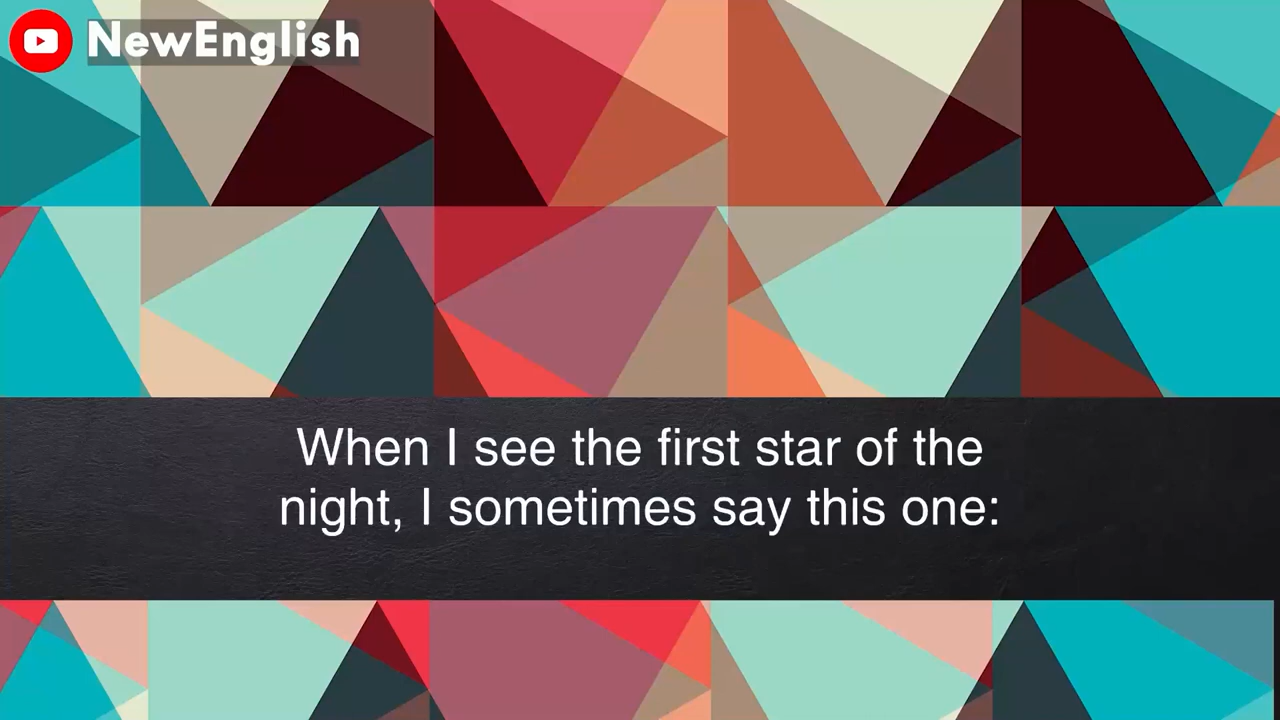 NewEnglish
When I see the first star of the
night, I sometimes say this one: